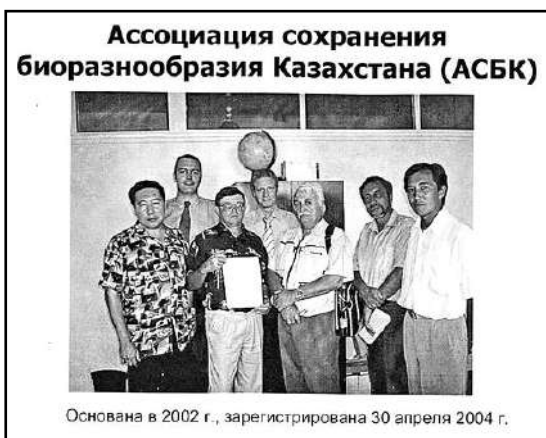 Ассоциация сохранения
биоразнообразия Казахстана (АСБК)
Основана в 2002 г., зарегистрирована 30 апреля 2004 г.